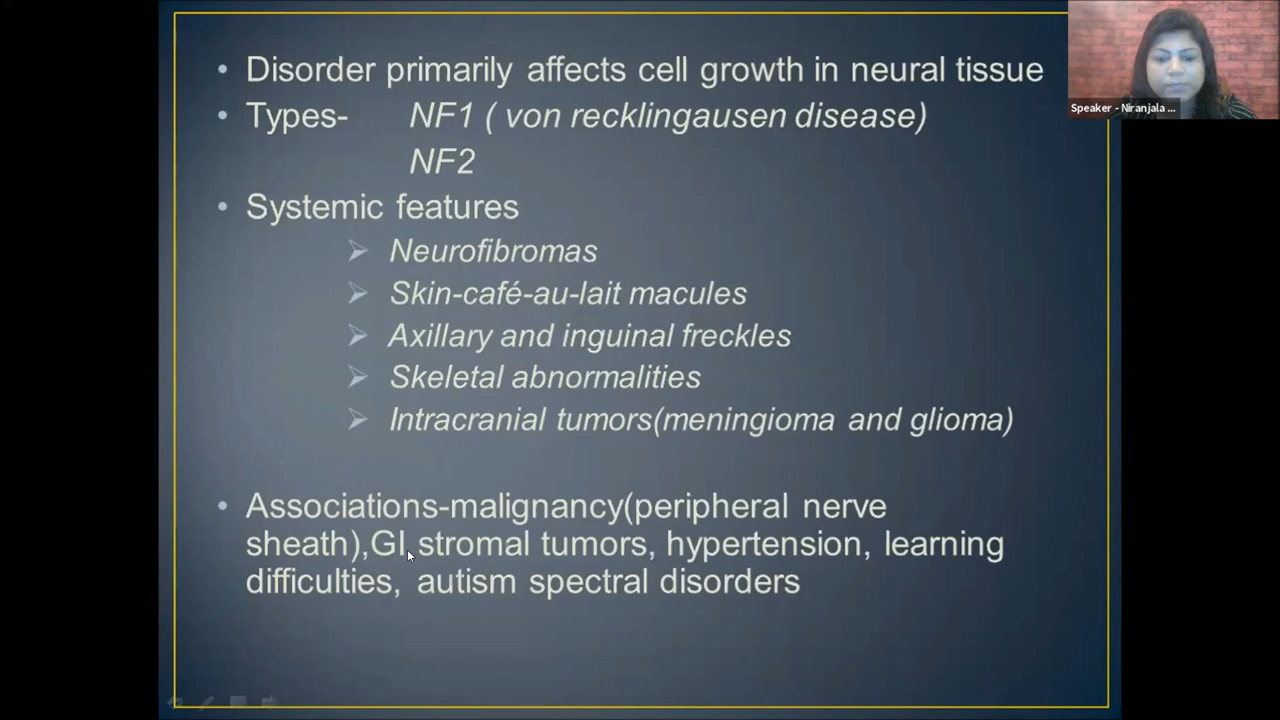 • Disorder primarily affects cell growth in neural tissue
• Types- NF1 ( von recklingausen disease)
NF2
• Systemic features
➢ Neurofibromas
➢ Skin-café-au-lait macules
➢ Axillary and inguinal freckles
➢ Skeletal abnormalities
➢ Intracranial tumors(meningioma and glioma)
• Associations-malignancy(peripheral nerve
sheath),GI stromal tumors, hypertension, learning
difficulties, autism spectral disorders
Speaker - Niranjala ...